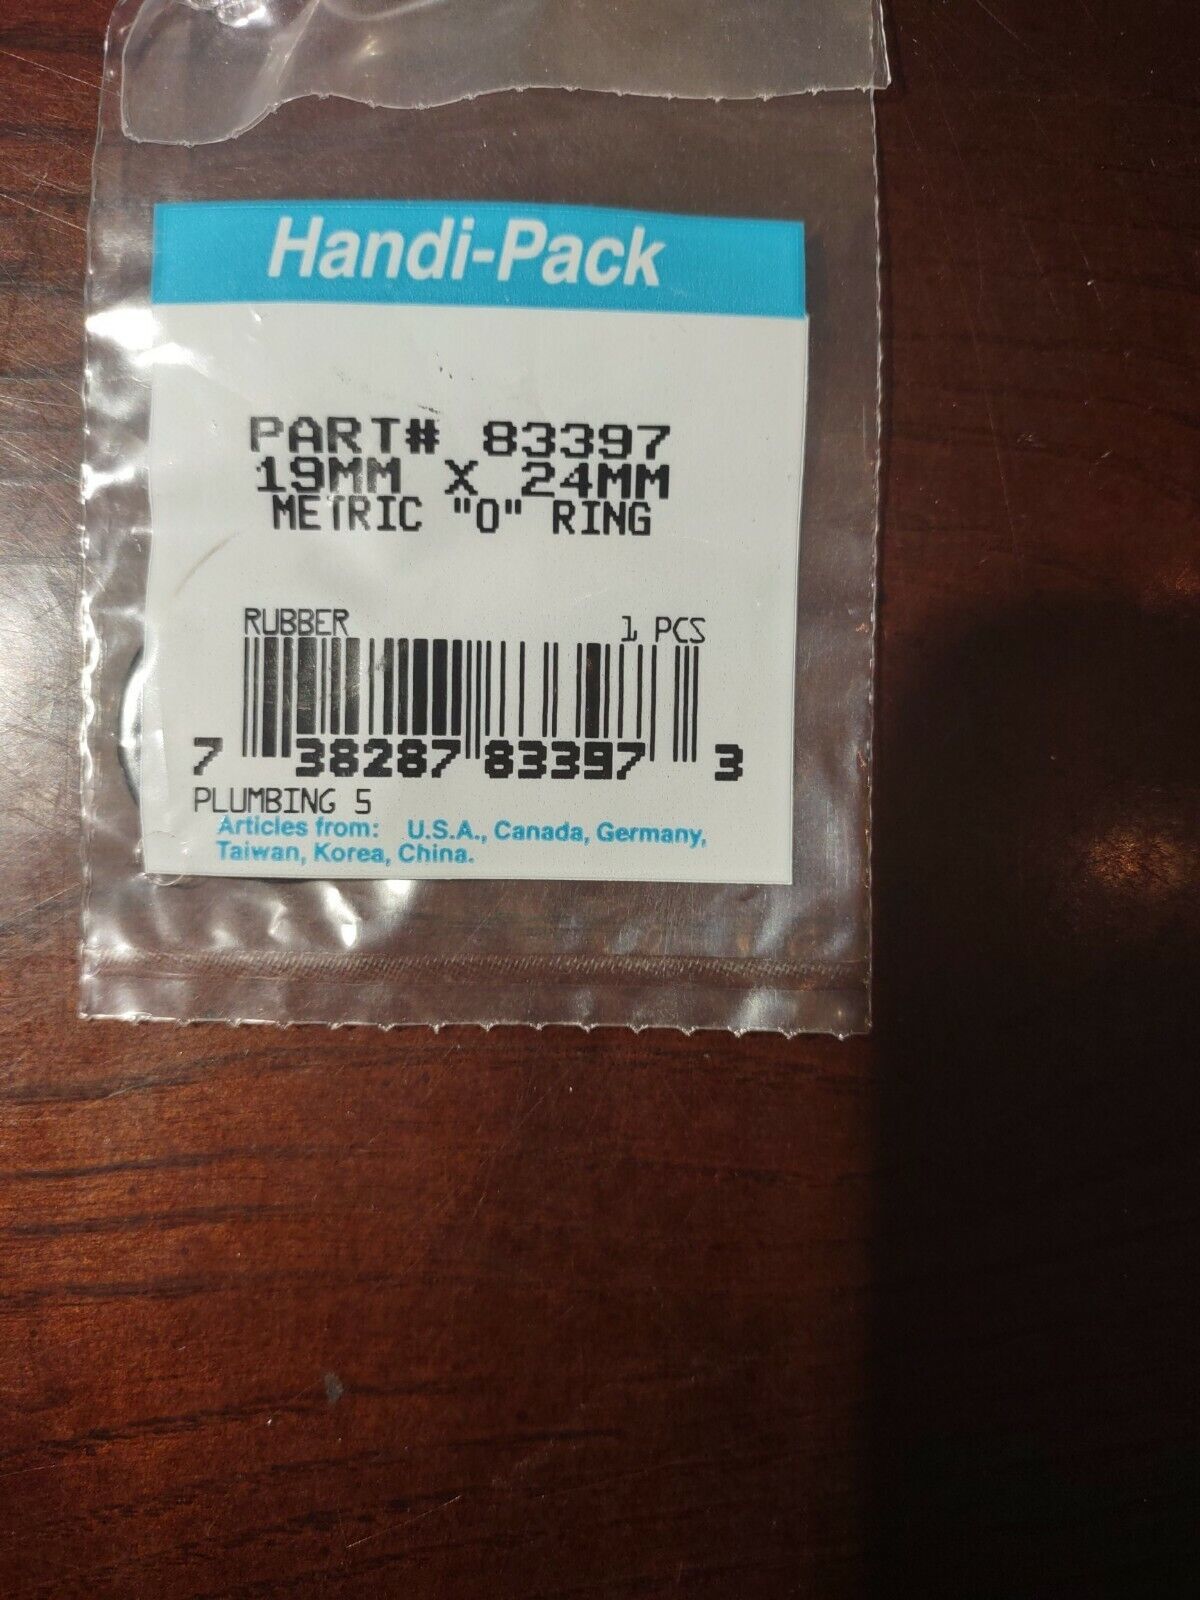 Handi-Pack
PART# 83397
19MM X 24MM
METRIC "O" RING
RUBBER 1 PCS
7 38287 83397 3
PLUMBING 5
Articles from: U.S.A., Canada, Germany,
Taiwan, Korea, China.